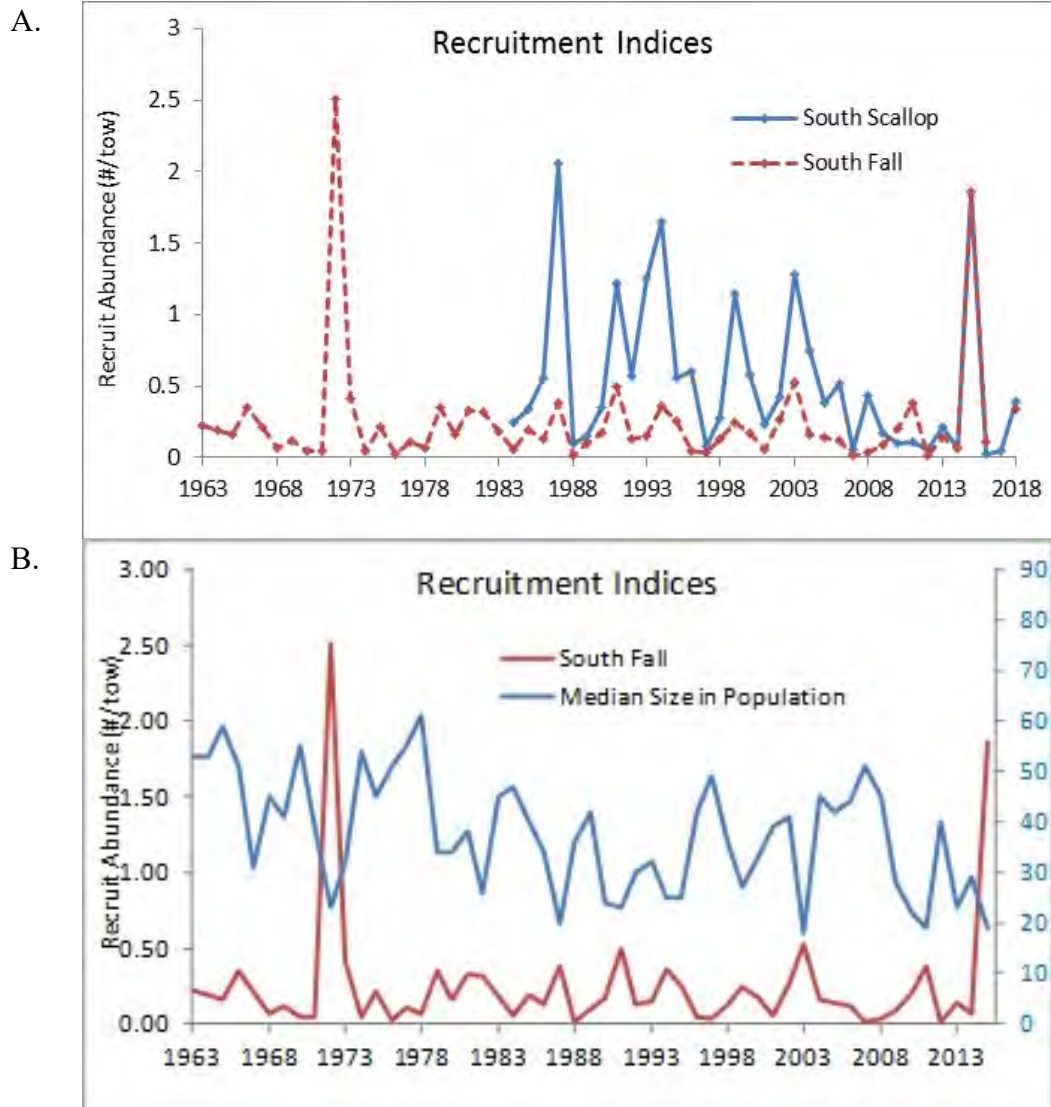 A.
Recruitment Indices
3
2.5
2
1.5
1
0.5
0
Recruit Abundance (#/tow)
South Scallop
South Fall
1963 1968 1973 1978 1983 1988 1993 1998 2003 2008 2013 2018
B.
Recruitment Indices
3.00
2.50
2.00
1.50
1.00
0.50
0.00
Recruit Abundance (#/tow)
South Fall
Median Size in Population
90
80
70
60
50
40
30
20
10
0
1963 1968 1973 1978 1983 1988 1993 1998 2003 2008 2013